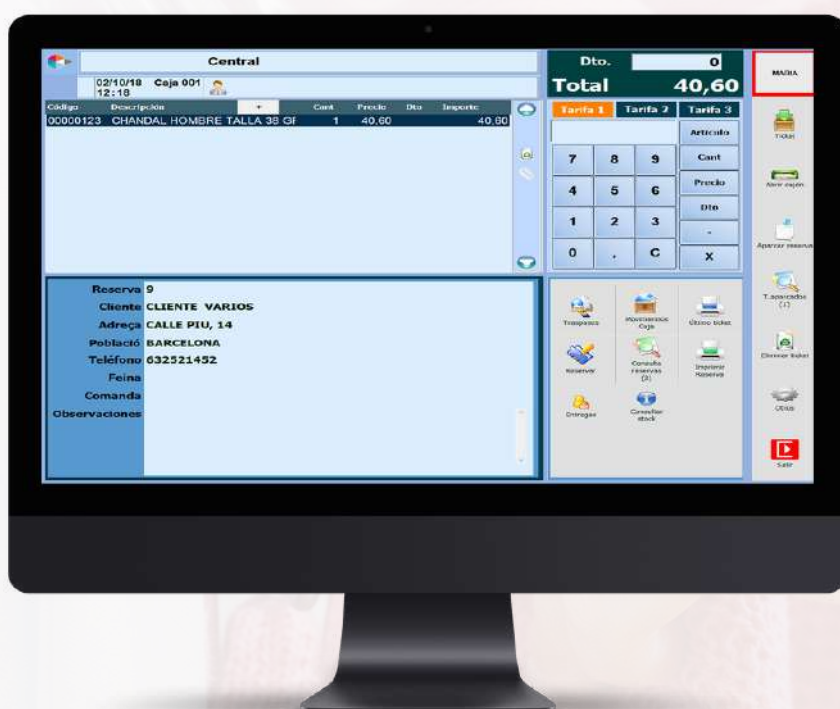 Central
02/10/18 Caja 001
12:18
Código Descripción + Cant Precio Dto Importe
00000123 CHANDAL HOMBRE TALLA 38 GF 1 40,60 40,60
Dto. 0
Total 40,60
Tarifa 1 Tarifa 2 Tarifa 3
Artículo
7 8 9 Cant
4 5 6 Precio
Dto
1 2 3 -
0 . C X
MARIA
Ticket
Abrir cajón
Aparcar reserva
T.aparcados
(1)
Eliminar ticket
Otros
Salir
Reserva 9
Cliente CLIENTE VARIOS
Adreça CALLE PIU, 14
Població BARCELONA
Teléfono 632521452
Feina
Comanda
Observaciones
Traspasos
Movimientos
Caja
Último ticket
Reservar
Consulta
reservas
(3)
Imprimir
Reserva
Entregas
Consultar
stock